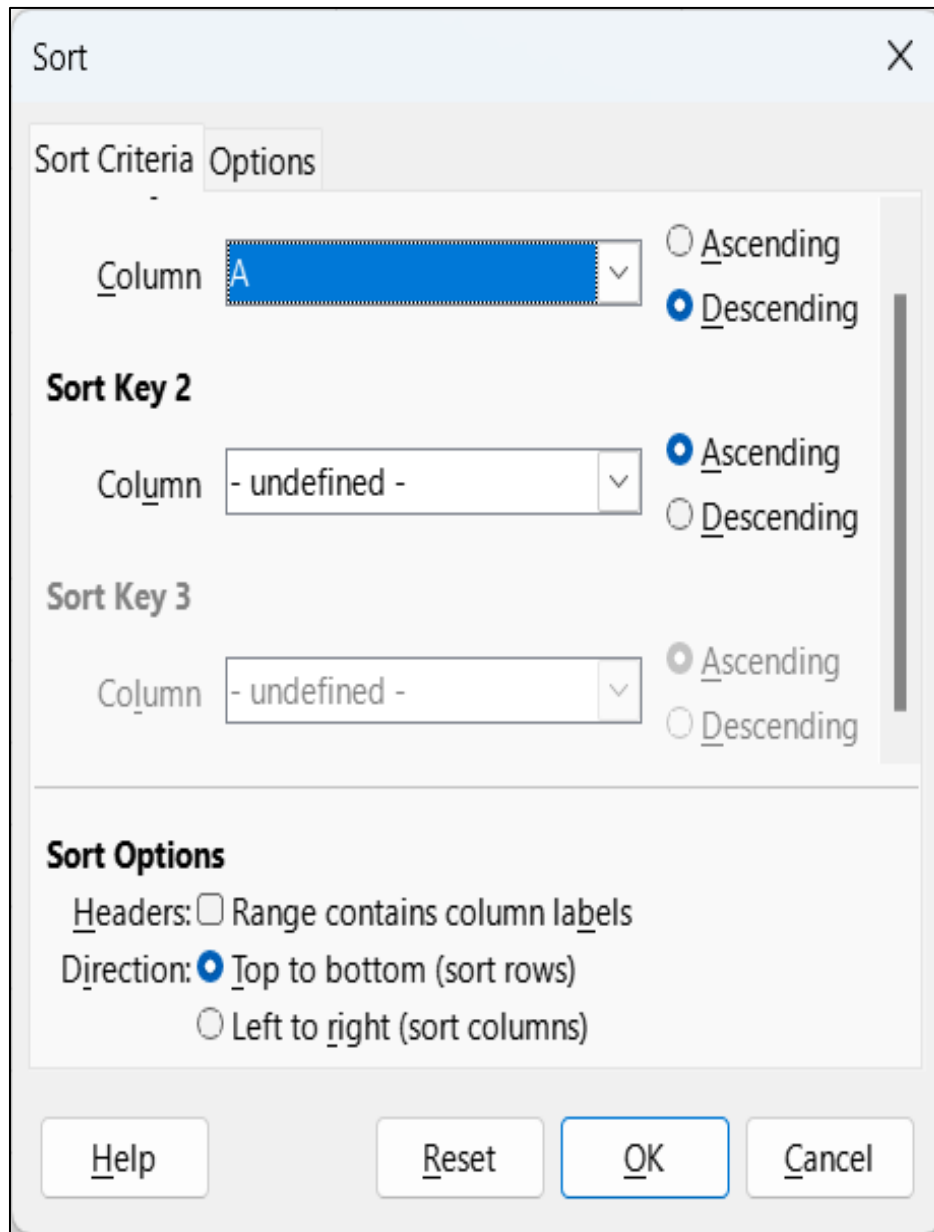 Sort
Sort Criteria Options
Column A Ascending
Descending
Sort Key 2
Column - undefined - Ascending
Descending
Sort Key 3
Column - undefined - Ascending
Descending
Sort Options
Headers: Range contains column labels
Direction: Top to bottom (sort rows)
Left to right (sort columns)
Help Reset OK Cancel